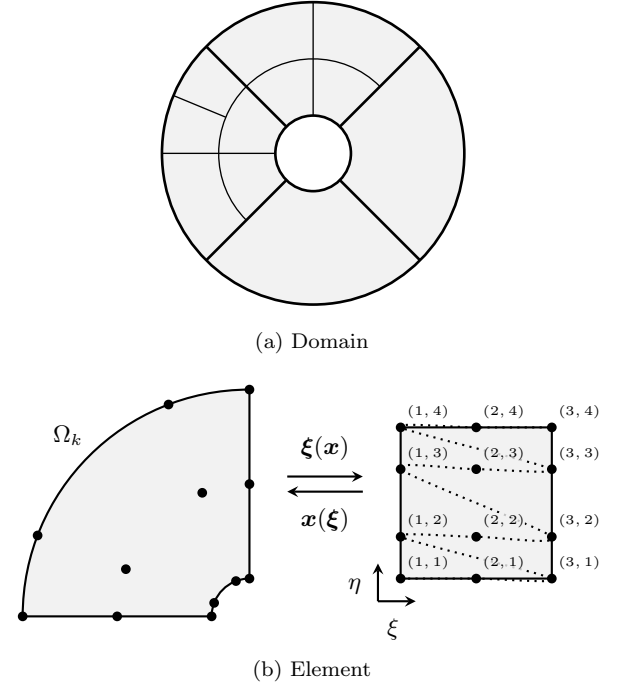 (a) Domain
Ω_k
ξ(x)
x(ξ)
(1, 4) (2, 4) (3, 4)
(1, 3) (2, 3) (3, 3)
(1, 2) (2, 2) (3, 2)
(1, 1) (2, 1) (3, 1)
η
ξ
(b) Element